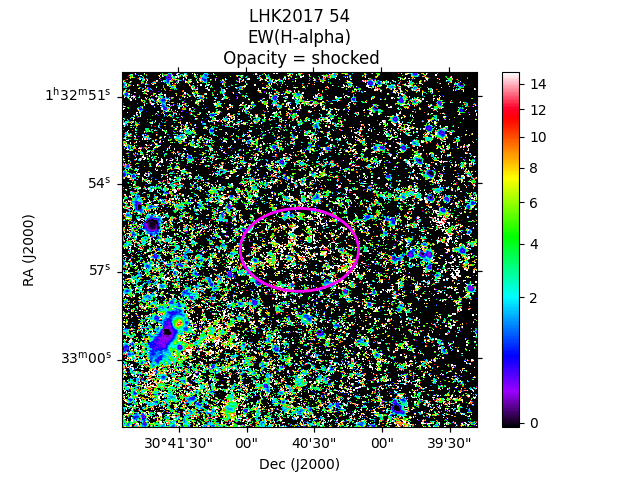 LHK2017 54
EW(H-alpha)
Opacity = shocked
1ʰ32ᵐ51ˢ
54ˢ
57ˢ
33ᵐ00ˢ
RA (J2000)
30°41'30" 00" 40'30" 00" 39'30"
Dec (J2000)
14
12
10
8
6
4
2
0